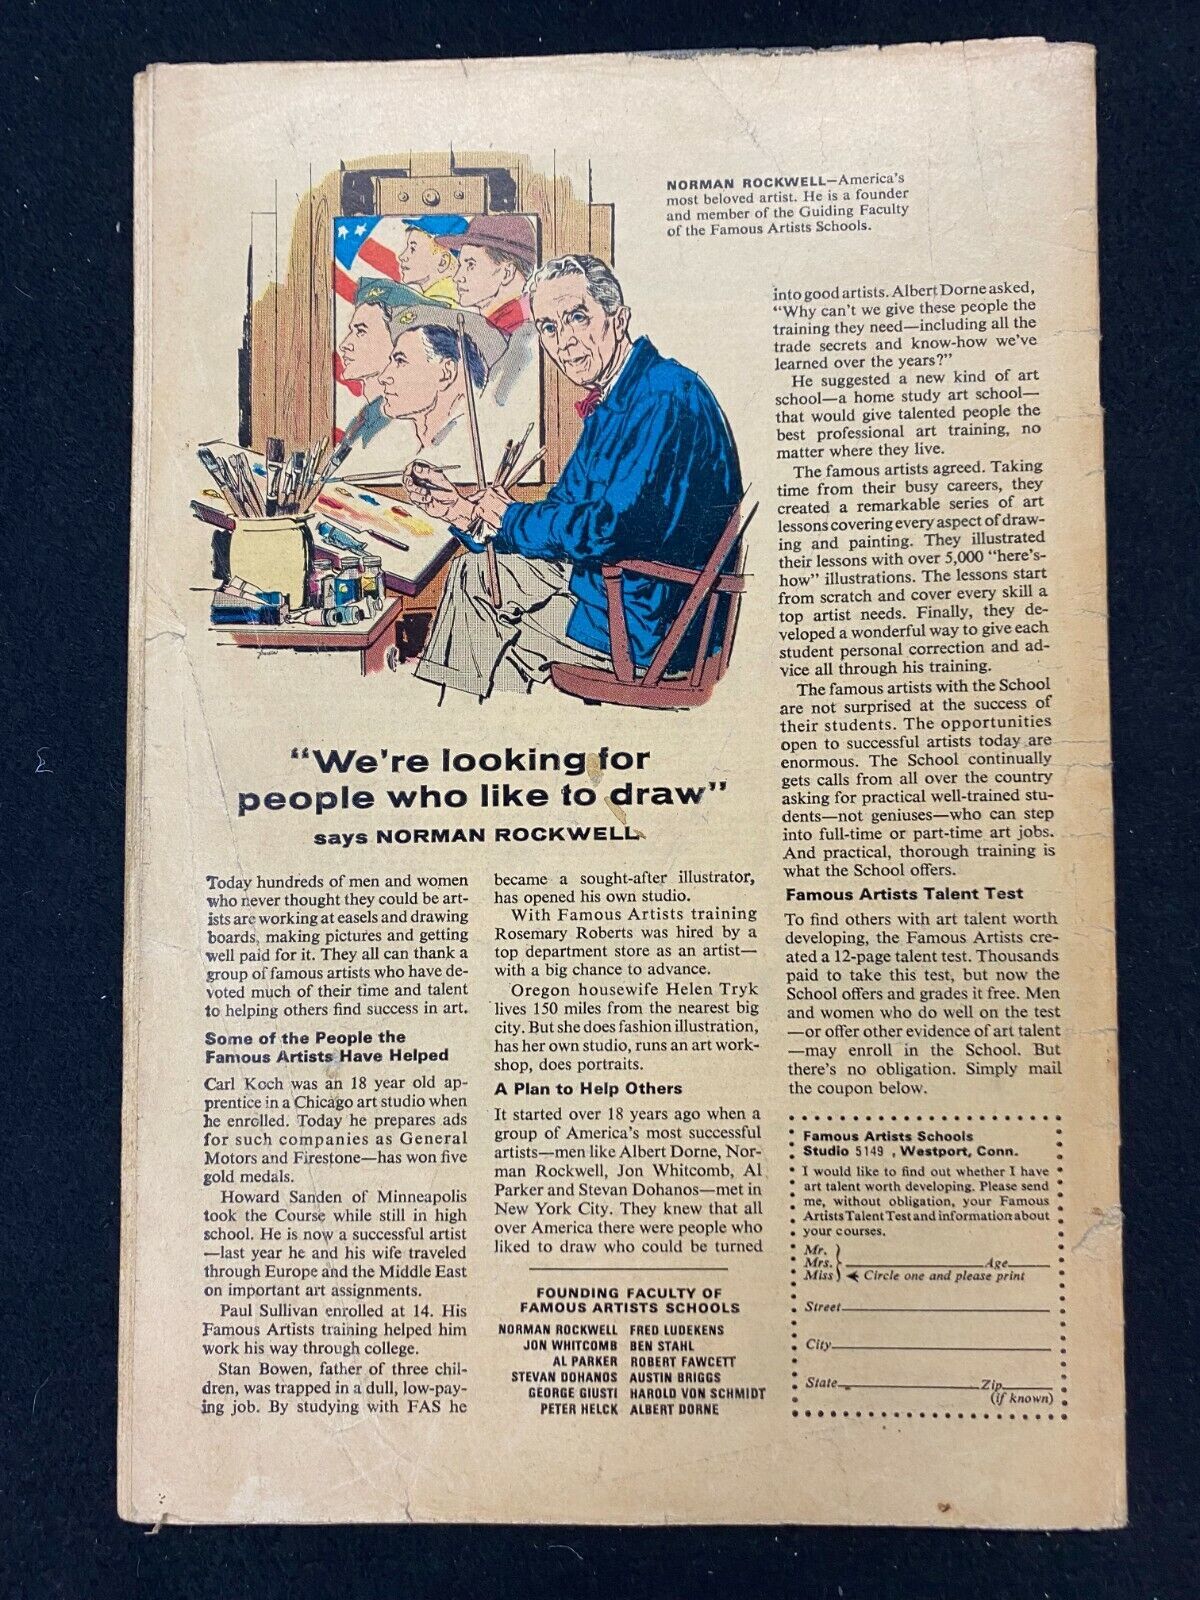 NORMAN ROCKWELL—America's
most beloved artist. He is a founder
and member of the Guiding Faculty
of the Famous Artists Schools.
"We're looking for
people who like to draw"
says NORMAN ROCKWELL
Today hundreds of men and women
who never thought they could be art-
ists are working at easels and drawing
boards, making pictures and getting
well paid for it. They all can thank a
group of famous artists who have de-
voted much of their time and talent
to helping others find success in art.
Some of the People the
Famous Artists Have Helped
Carl Koch was an 18 year old ap-
prentice in a Chicago art studio when
he enrolled. Today he prepares ads
for such companies as General
Motors and Firestone—has won five
gold medals.
Howard Sanden of Minneapolis
took the Course while still in high
school. He is now a successful artist
—last year he and his wife traveled
through Europe and the Middle East
on important art assignments.
Paul Sullivan enrolled at 14. His
Famous Artists training helped him
work his way through college.
Stan Bowen, father of three chil-
dren, was trapped in a dull, low-pay-
ing job. By studying with FAS he
became a sought-after illustrator,
has opened his own studio.
With Famous Artists training
Rosemary Roberts was hired by a
top department store as an artist—
with a big chance to advance.
Oregon housewife Helen Tryk
lives 150 miles from the nearest big
city. But she does fashion illustration,
has her own studio, runs an art work-
shop, does portraits.
A Plan to Help Others
It started over 18 years ago when a
group of America's most successful
artists—men like Albert Dorne, Nor-
man Rockwell, Jon Whitcomb, Al
Parker and Stevan Dohanos—met in
New York City. They knew that all
over America there were people who
liked to draw who could be turned
into good artists. Albert Dorne asked,
"Why can't we give these people the
training they need—including all the
trade secrets and know-how we've
learned over the years?"
He suggested a new kind of art
school—a home study art school—
that would give talented people the
best professional art training, no
matter where they live.
The famous artists agreed. Taking
time from their busy careers, they
created a remarkable series of art
lessons covering every aspect of draw-
ing and painting. They illustrated
their lessons with over 5,000 "here's-
how" illustrations. The lessons start
from scratch and cover every skill a
top artist needs. Finally, they de-
veloped a wonderful way to give each
student personal correction and ad-
vice all through his training.
The famous artists with the School
are not surprised at the success of
their students. The opportunities
open to successful artists today are
enormous. The School continually
gets calls from all over the country
asking for practical well-trained stu-
dents—not geniuses—who can step
into full-time or part-time art jobs.
And practical, thorough training is
what the School offers.
Famous Artists Talent Test
To find others with art talent worth
developing, the Famous Artists cre-
ated a 12-page talent test. Thousands
paid to take this test, but now the
School offers and grades it free. Men
and women who do well on the test
—or offer other evidence of art talent
—may enroll in the School. But
there's no obligation. Simply mail
the coupon below.
FOUNDING FACULTY OF
FAMOUS ARTISTS SCHOOLS
NORMAN ROCKWELL FRED LUDEKENS
JON WHITCOMB BEN STAHL
AL PARKER ROBERT FAWCETT
STEVAN DOHANOS AUSTIN BRIGGS
GEORGE GIUSTI HAROLD VON SCHMIDT
PETER HELCK ALBERT DORNE
Famous Artists Schools
Studio 5149 , Westport, Conn.
I would like to find out whether I have
art talent worth developing. Please send
me, without obligation, your Famous
Artists Talent Test and information about
your courses.
Mr.
Mrs. Age
Miss Circle one and please print
Street
City
State Zip
(if known)